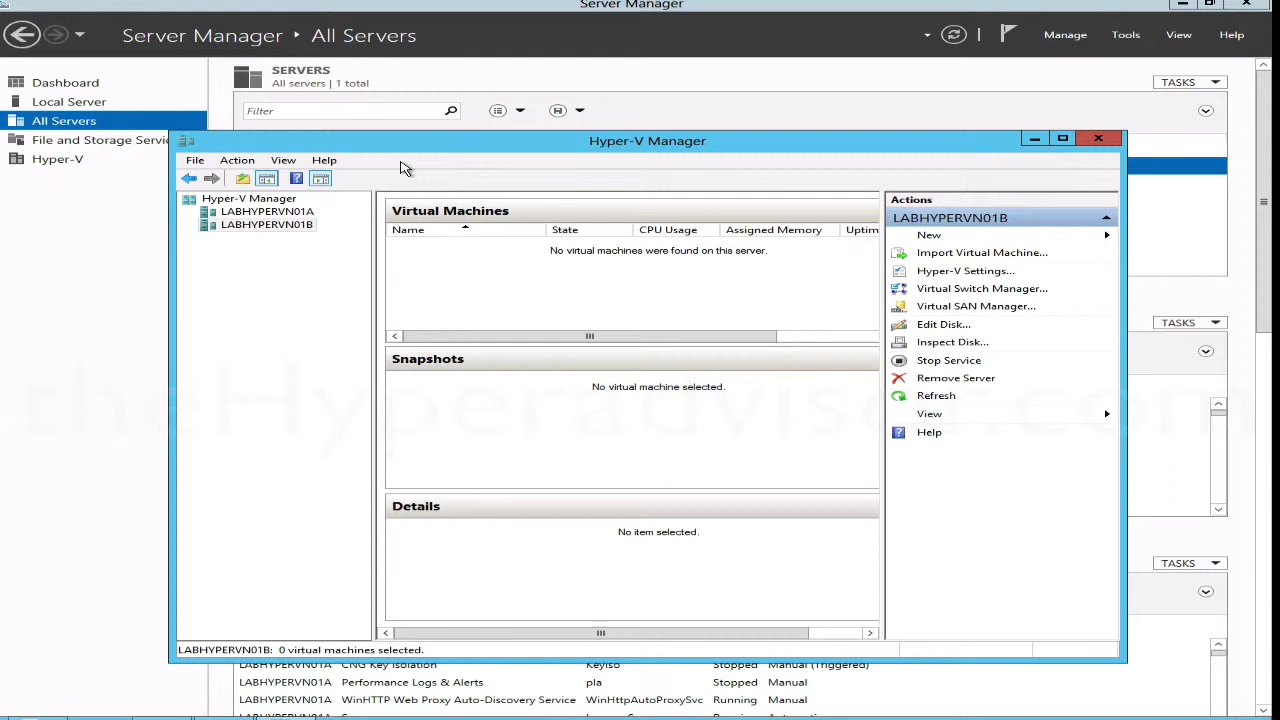 Server Manager
Server Manager • All Servers
Manage
Tools
View
Help
Dashboard
Local Server
All Servers
File and Storage Servic
Hyper-V
SERVERS
All servers | 1 total
TASKS
Filter
Hyper-V Manager
File
Action
View
Help
Hyper-V Manager
LABHYPERVN01A
LABHYPERVN01B
Virtual Machines
Name
State
CPU Usage
Assigned Memory
Uptim
No virtual machines were found on this server.
Snapshots
No virtual machine selected.
Details
No item selected.
Actions
LABHYPERVN01B
New
Import Virtual Machine...
Hyper-V Settings...
Virtual Switch Manager...
Virtual SAN Manager...
Edit Disk...
Inspect Disk...
Stop Service
Remove Server
Refresh
View
Help
TASKS
TASKS
theHyperadvisor.com
LABHYPERVN01B: 0 virtual machines selected.
LABHYPERVN01A CNG Key Isolation KeyIso Stopped Manual (Triggered)
LABHYPERVN01A Performance Logs & Alerts pla Stopped Manual
LABHYPERVN01A WinHTTP Web Proxy Auto-Discovery Service WinHttpAutoProxySvc Running Manual